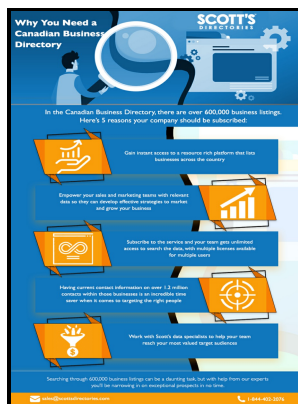 Why You Need a
Canadian Business
Directory
SCOTT'S
DIRECTORIES
In the Canadian Business Directory, there are over 600,000 business listings.
Here's 5 reasons your company should be subscribed:
Gain instant access to a resource rich platform that lists
businesses across the country
Empower your sales and marketing teams with relevant
data so they can develop effective strategies to market
and grow your business
Subscribe to the service and your team gets unlimited
access to search the data, with multiple licenses available
for multiple users
Having current contact information on over 1.2 million
contacts within those businesses is an incredible time
saver when it comes to targeting the right people
Work with Scott's data specialists to help your team
reach your most valued target audiences
Searching through 600,000 business listings can be a daunting task, but with help from our experts
you'll be narrowing in on exceptional prospects in no time.
sales@scottsdirectories.com
1-844-402-2076